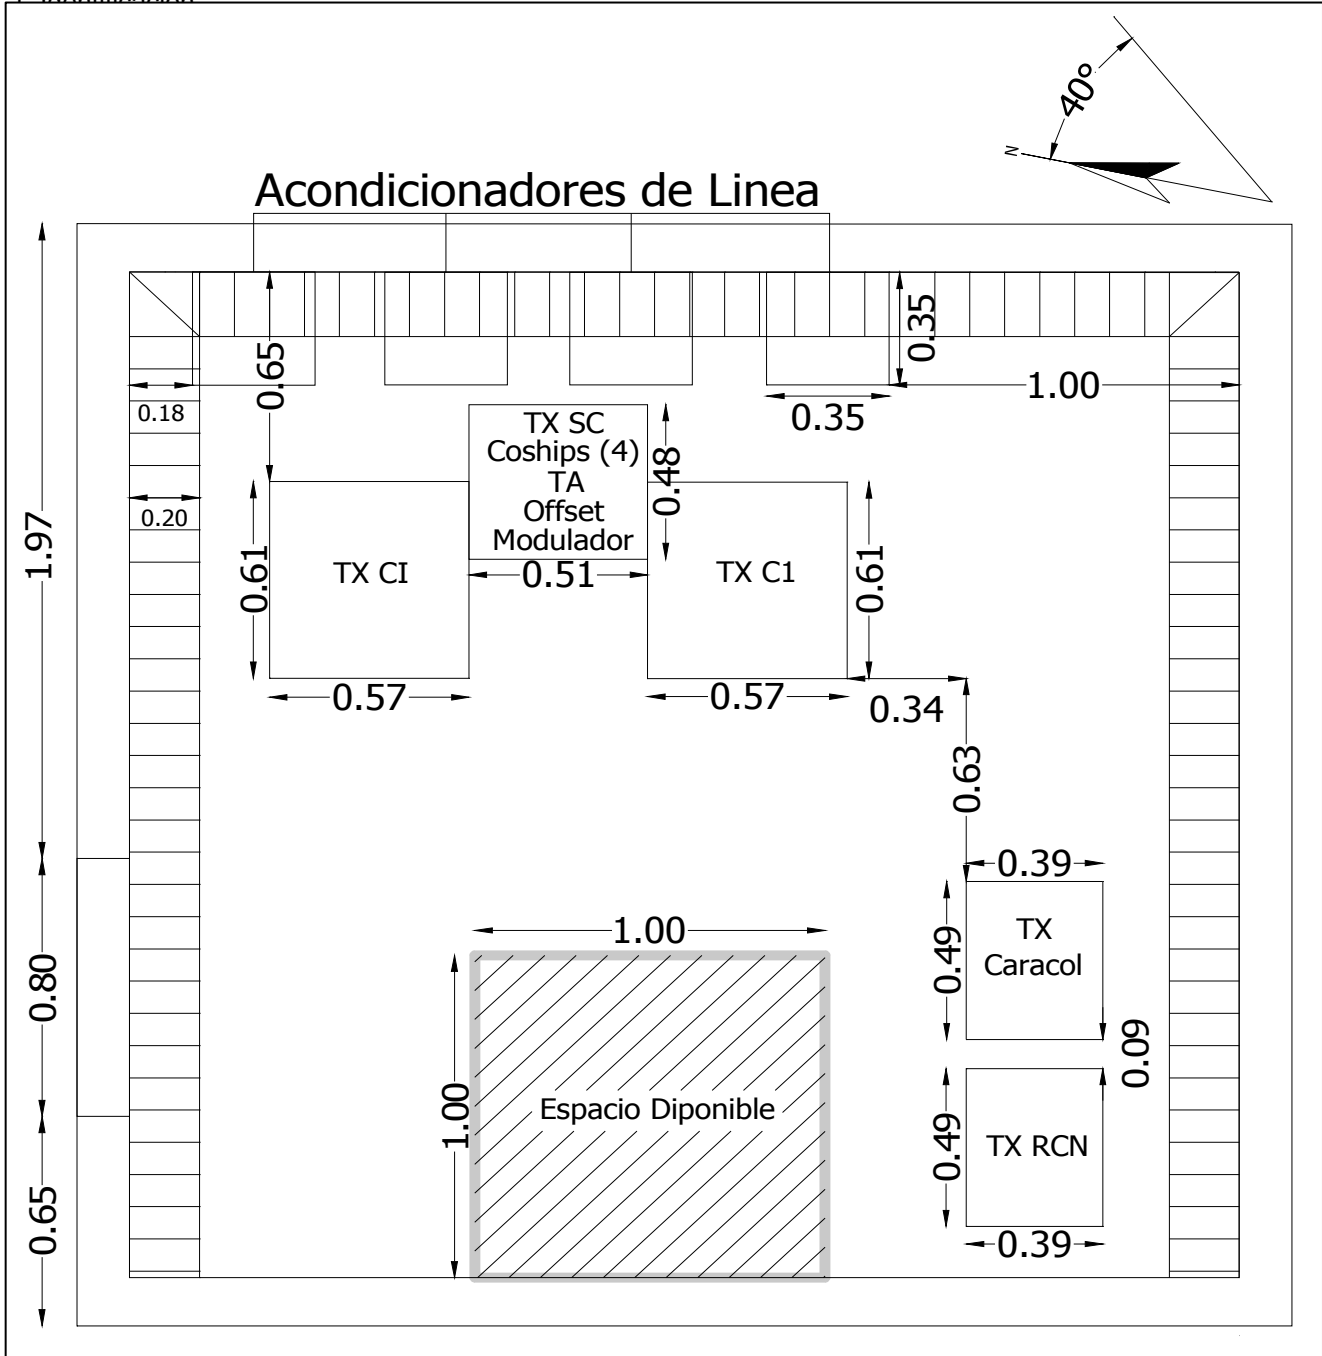 N
40°
Acondicionadores de Linea
0.35
0.65
1.00
0.18
0.35
TX SC
Coships (4)
TA
Offset
Modulador
0.48
0.20
1.97
0.61
TX CI
0.51
TX C1
0.61
0.57
0.57
0.34
0.63
0.39
1.00
TX
Caracol
0.49
0.80
0.09
1.00
Espacio Diponible
0.49
TX RCN
0.65
0.39